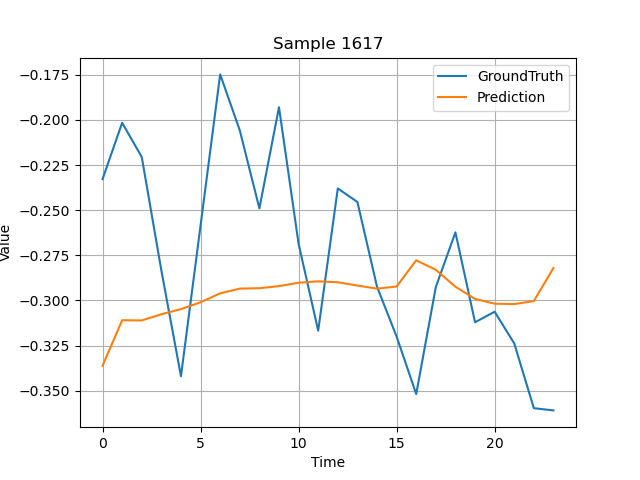 Sample 1617
GroundTruth
Prediction
−0.175
−0.200
−0.225
−0.250
−0.275
−0.300
−0.325
−0.350
Value
0 5 10 15 20
Time